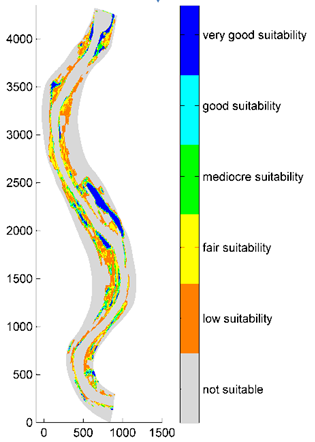 4000
3500
3000
2500
2000
1500
1000
500
0
0
500
1000
1500
very good suitability
good suitability
mediocre suitability
fair suitability
low suitability
not suitable